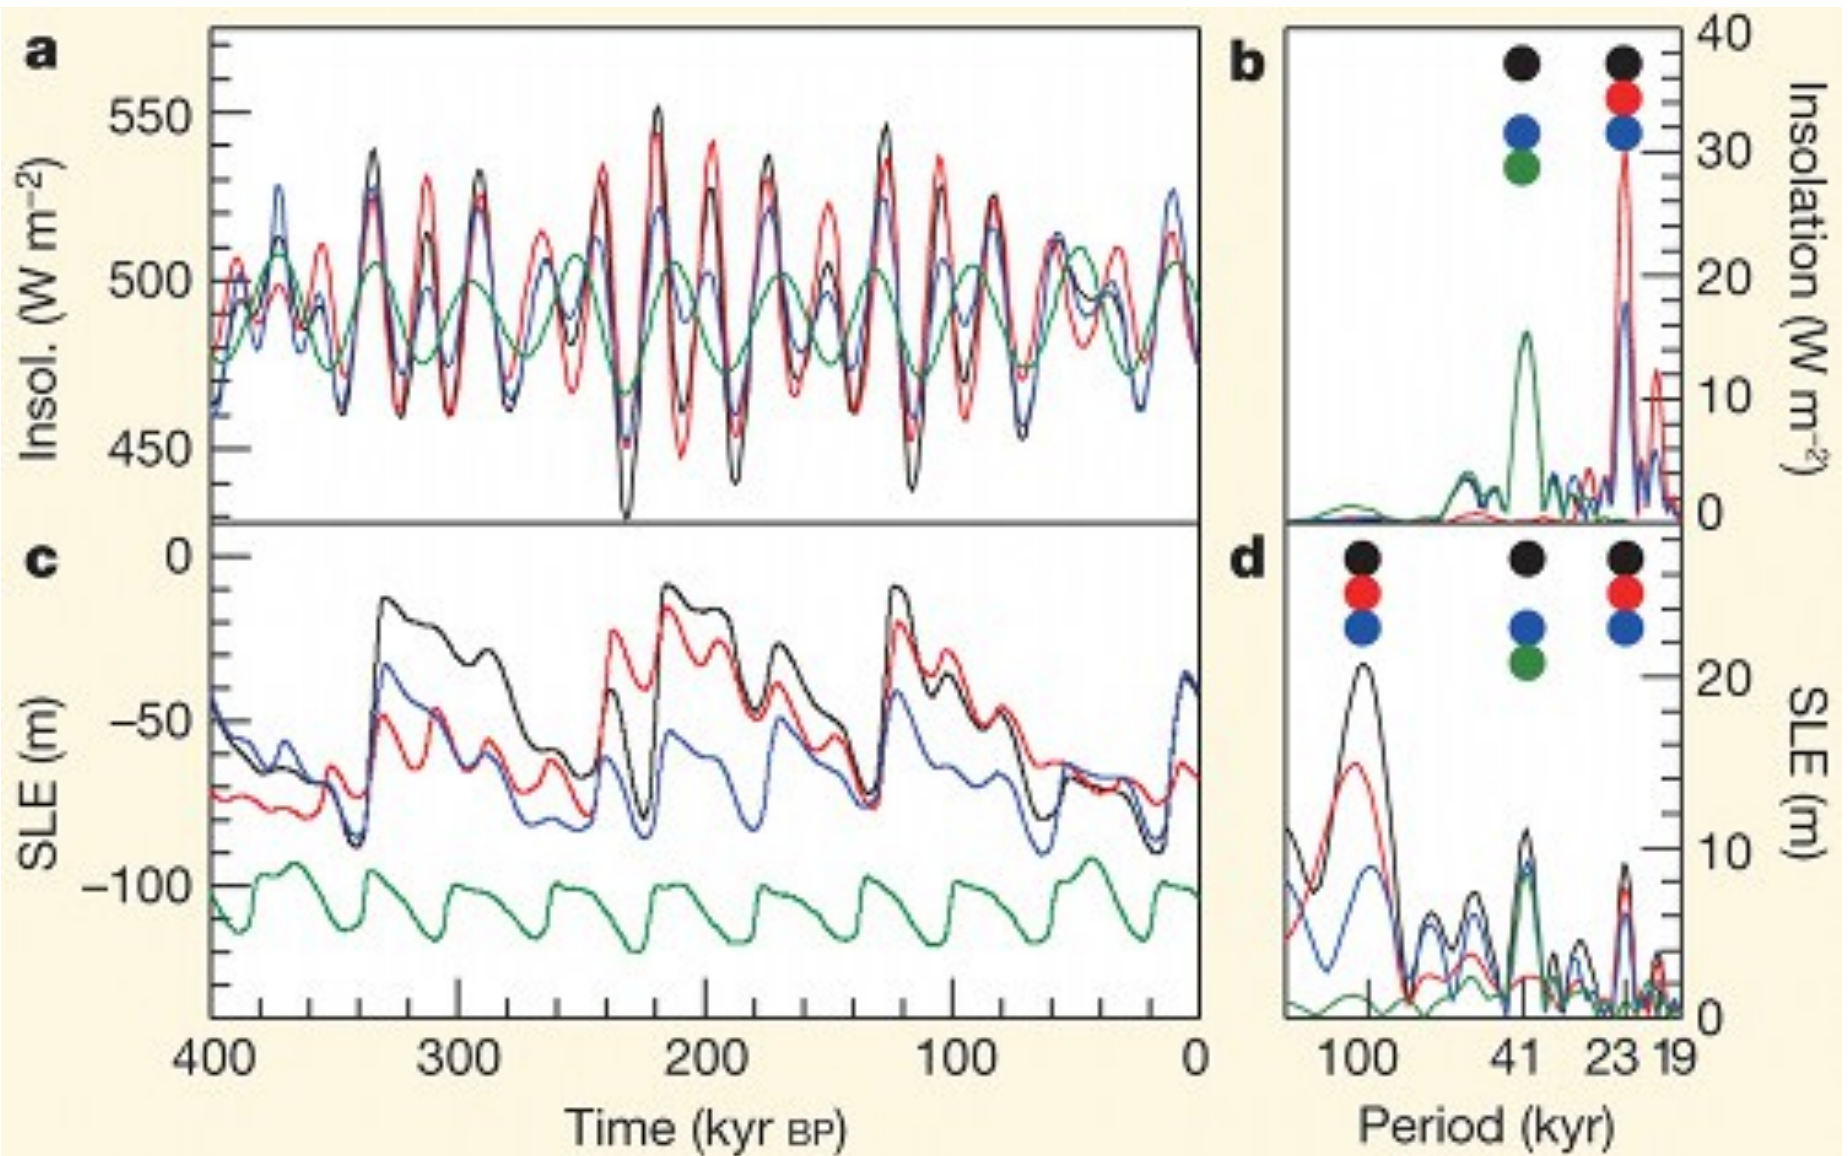 a
550
500
450
Insol. (W m⁻²)
b
40
30
20
10
0
Insolation (W m⁻²)
c
0
−50
−100
SLE (m)
400
300
200
100
0
Time (kyr BP)
d
20
10
0
SLE (m)
100
41
23
19
Period (kyr)